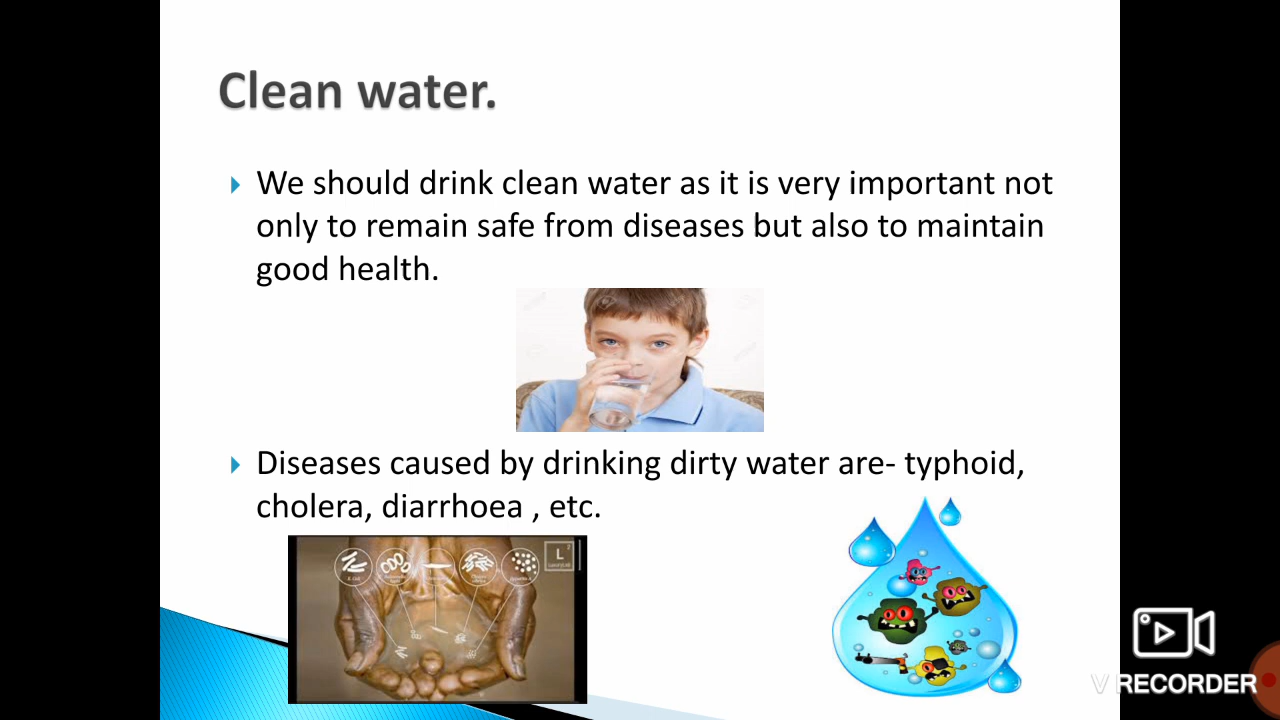 Clean water.
We should drink clean water as it is very important not
only to remain safe from diseases but also to maintain
good health.
Diseases caused by drinking dirty water are- typhoid,
cholera, diarrhoea , etc.
L
V RECORDER